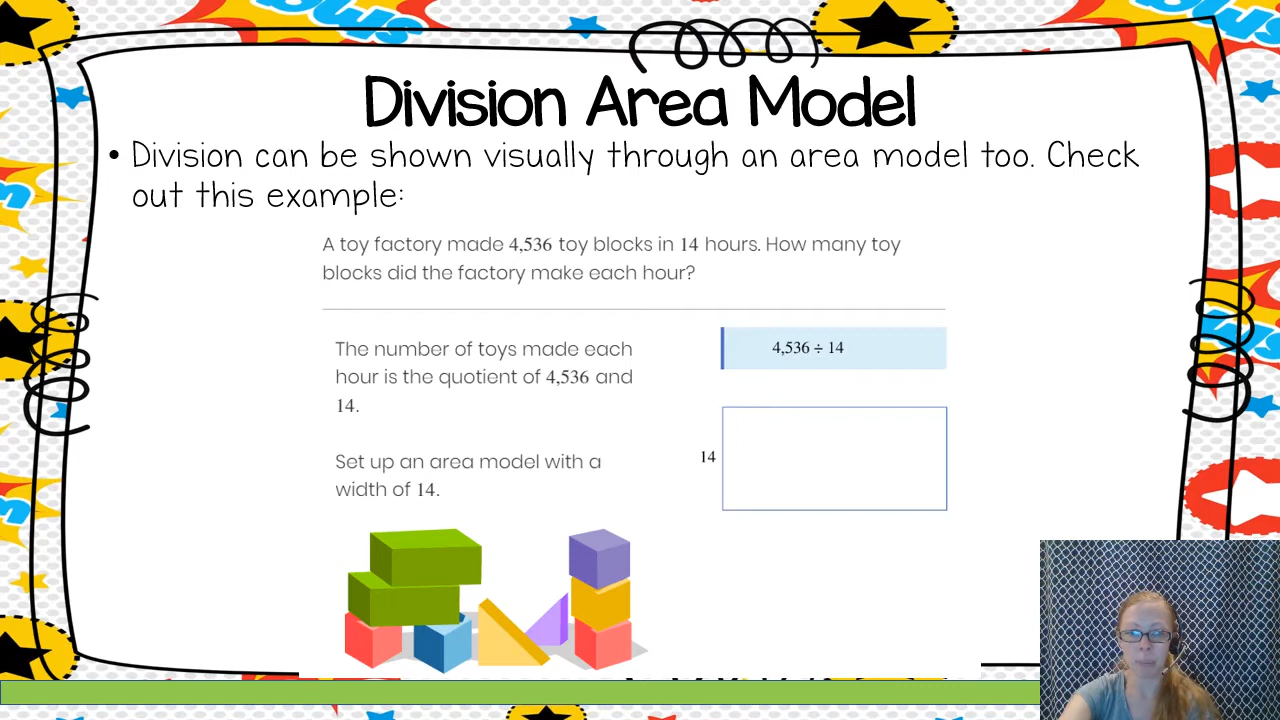 Division Area Model
• Division can be shown visually through an area model too. Check
out this example:
A toy factory made 4,536 toy blocks in 14 hours. How many toy
blocks did the factory make each hour?
The number of toys made each
hour is the quotient of 4,536 and
14.
4,536 ÷ 14
Set up an area model with a
width of 14.
14